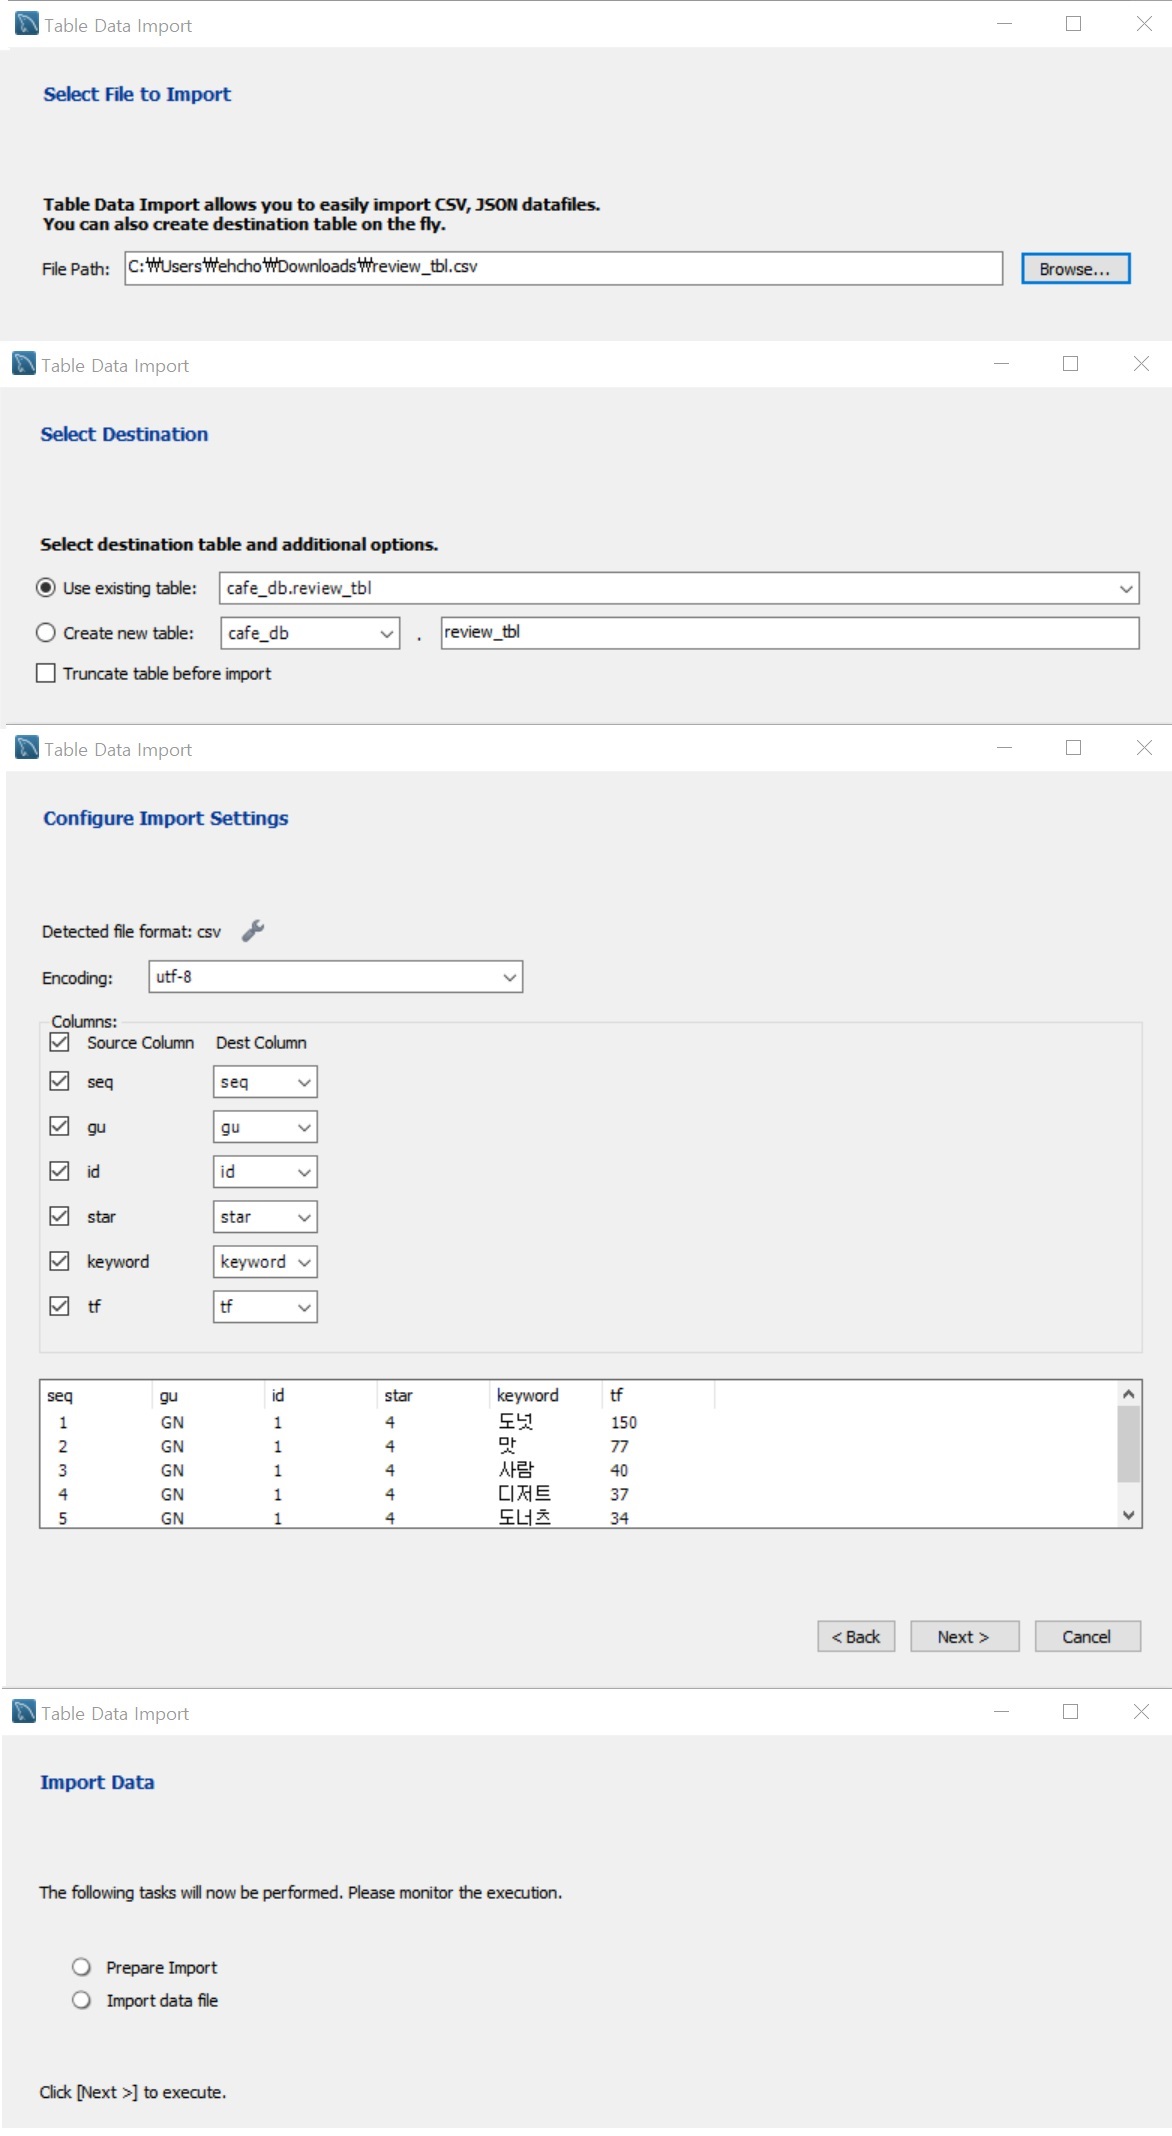 Table Data Import
Select File to Import
Table Data Import allows you to easily import CSV, JSON datafiles.
You can also create destination table on the fly.
File Path: C:₩Users₩ehcho₩Downloads₩review_tbl.csv Browse...
Table Data Import
Select Destination
Select destination table and additional options.
Use existing table: cafe_db.review_tbl
Create new table: cafe_db . review_tbl
Truncate table before import
Table Data Import
Configure Import Settings
Detected file format: csv
Encoding: utf-8
Columns:
Source Column Dest Column
seq seq
gu gu
id id
star star
keyword keyword
tf tf
seq gu id star keyword tf
1 GN 1 4 도넛 150
2 GN 1 4 맛 77
3 GN 1 4 사람 40
4 GN 1 4 디저트 37
5 GN 1 4 도너츠 34
< Back Next > Cancel
Table Data Import
Import Data
The following tasks will now be performed. Please monitor the execution.
Prepare Import
Import data file
Click [Next >] to execute.